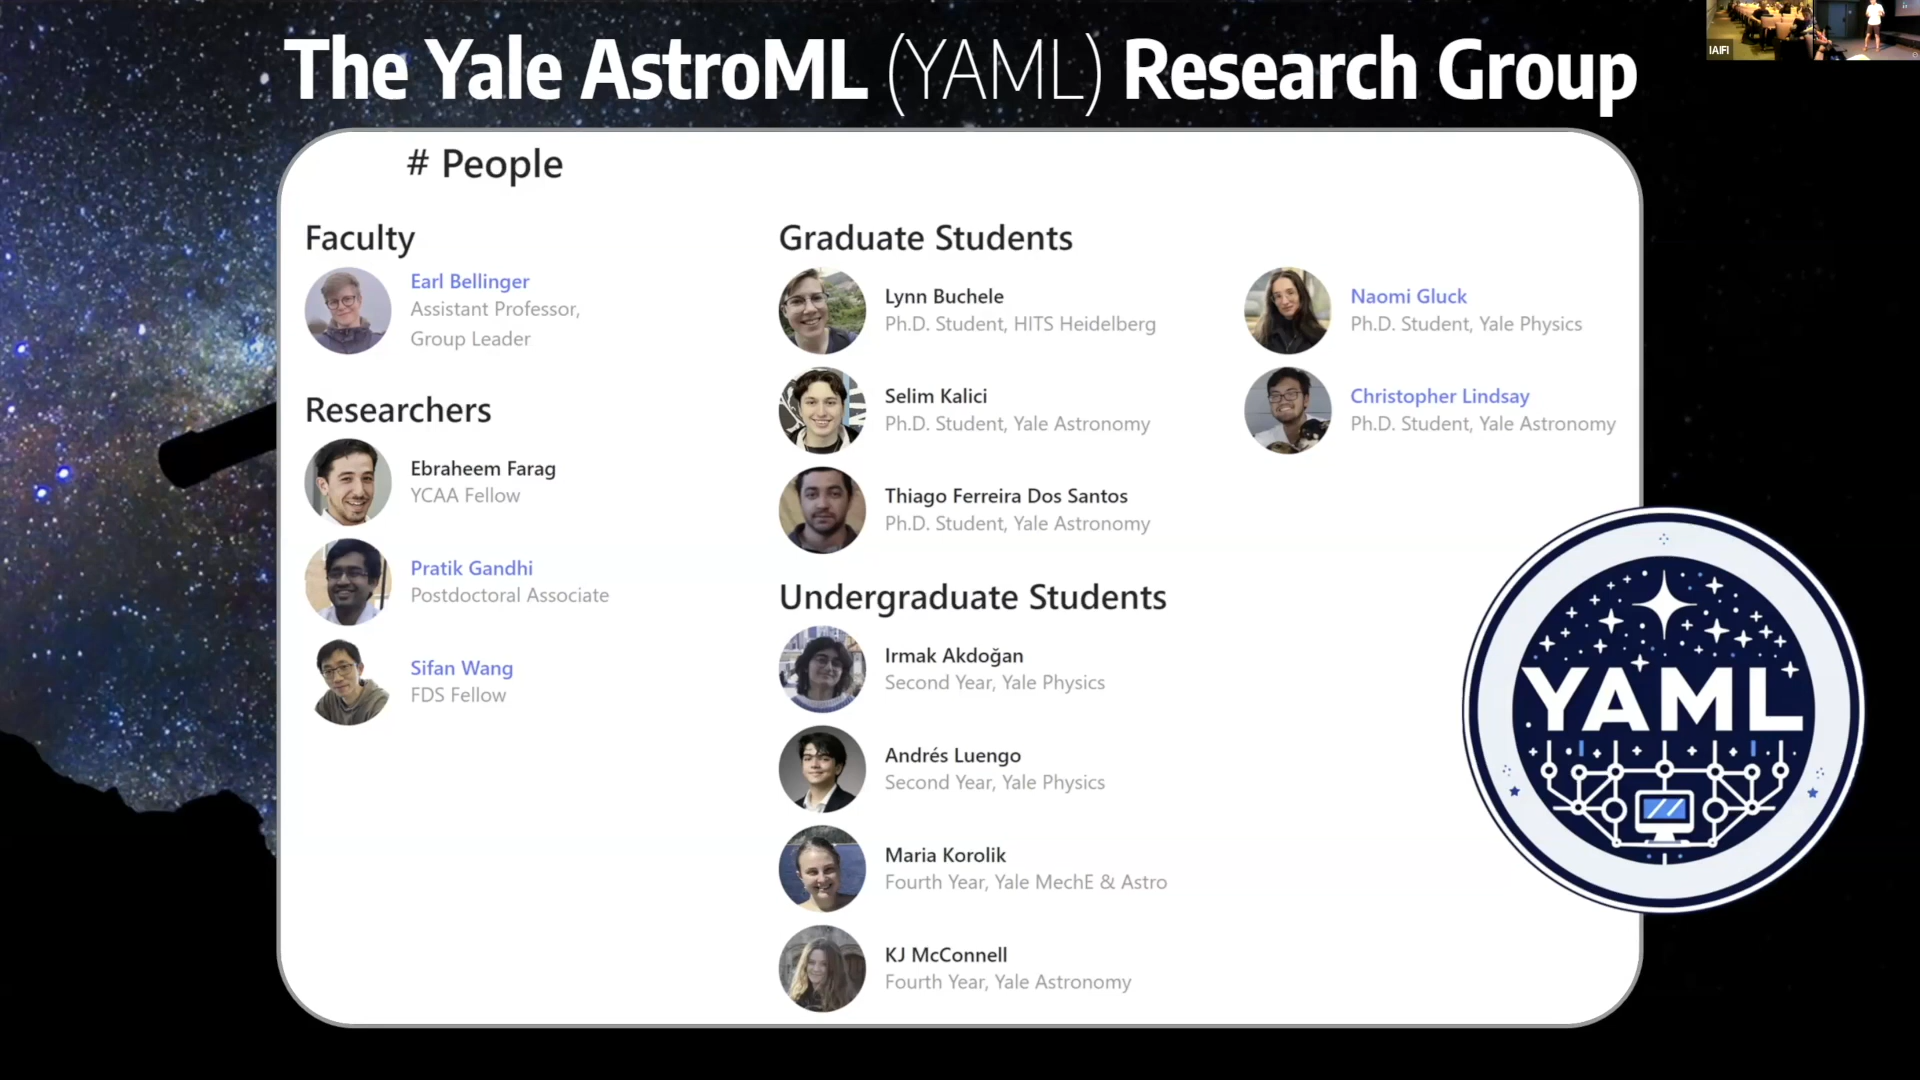 The Yale AstroML (YAML) Research Group
IAIFI
# People
Faculty
Earl Bellinger
Assistant Professor,
Group Leader
Researchers
Ebraheem Farag
YCAA Fellow
Pratik Gandhi
Postdoctoral Associate
Sifan Wang
FDS Fellow
Graduate Students
Lynn Buchele
Ph.D. Student, HITS Heidelberg
Selim Kalici
Ph.D. Student, Yale Astronomy
Thiago Ferreira Dos Santos
Ph.D. Student, Yale Astronomy
Naomi Gluck
Ph.D. Student, Yale Physics
Christopher Lindsay
Ph.D. Student, Yale Astronomy
Undergraduate Students
Irmak Akdoğan
Second Year, Yale Physics
Andrés Luengo
Second Year, Yale Physics
Maria Korolik
Fourth Year, Yale MechE & Astro
KJ McConnell
Fourth Year, Yale Astronomy
YAML